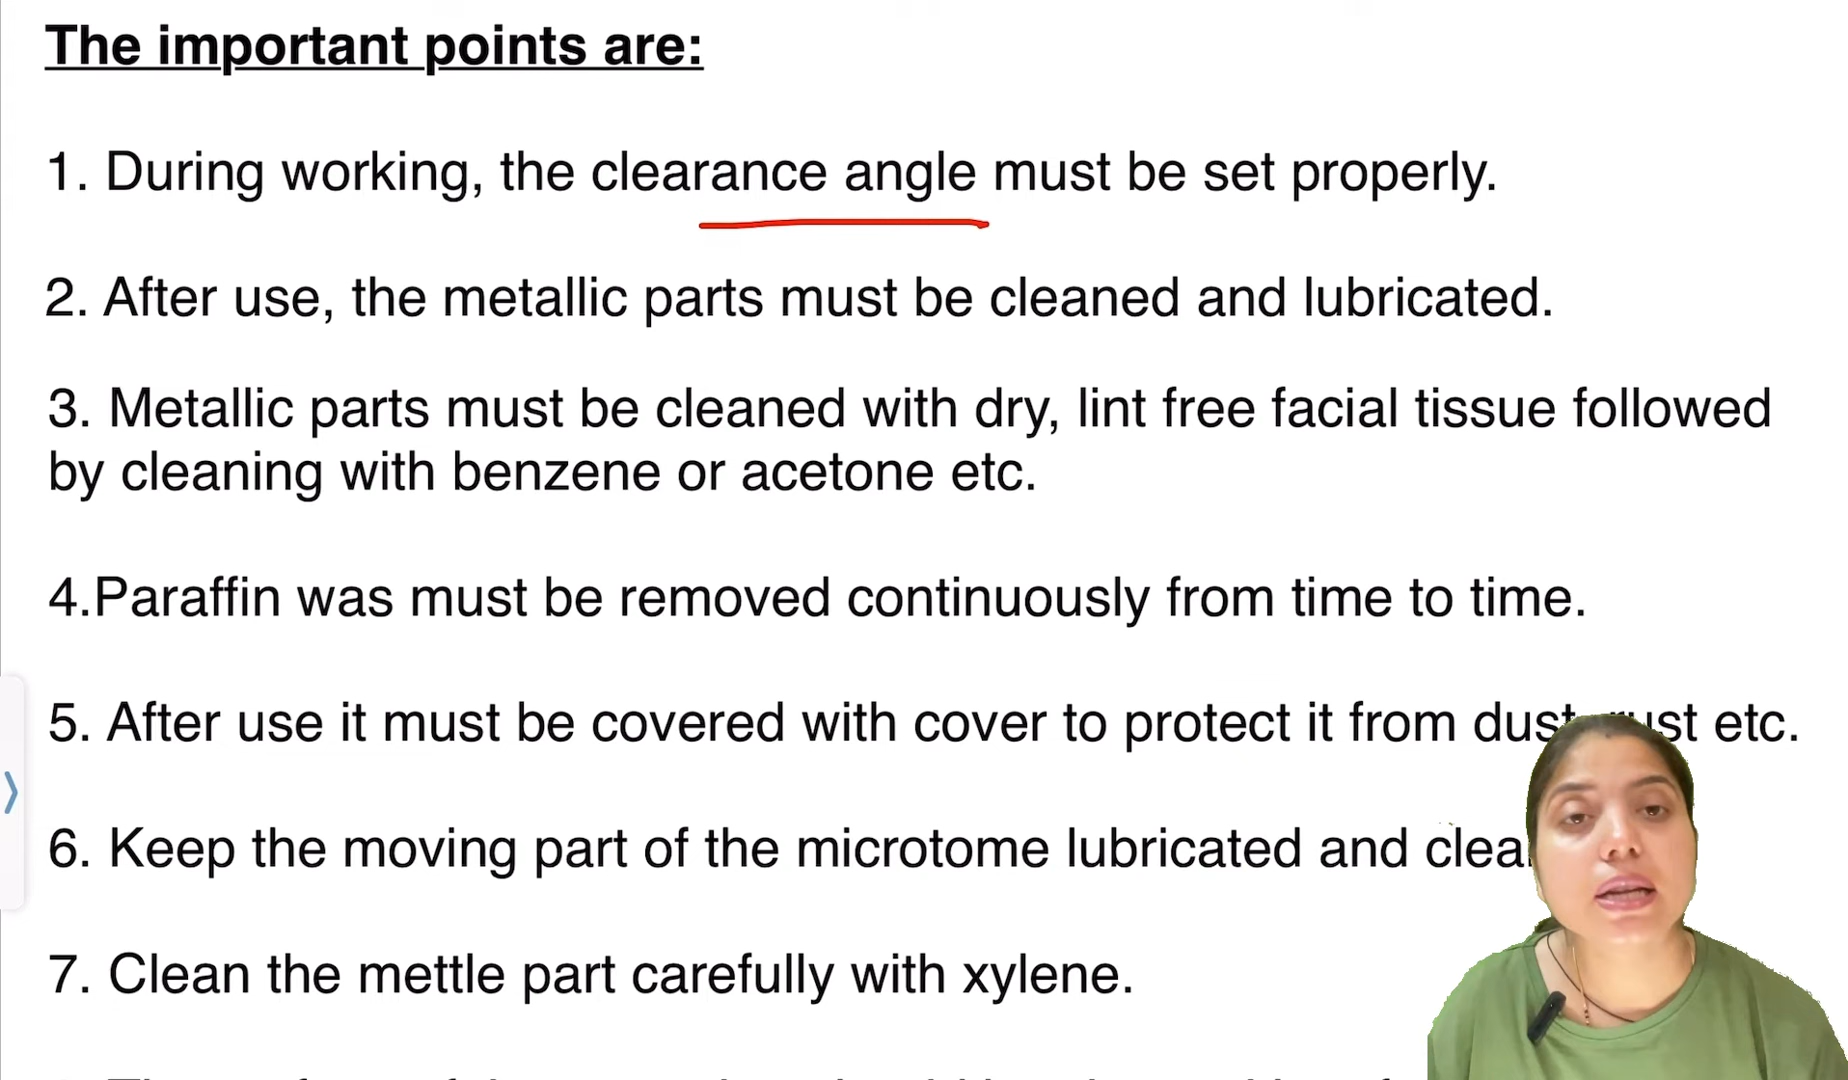 The important points are:
1. During working, the clearance angle must be set properly.
2. After use, the metallic parts must be cleaned and lubricated.
3. Metallic parts must be cleaned with dry, lint free facial tissue followed
by cleaning with benzene or acetone etc.
4.Paraffin was must be removed continuously from time to time.
5. After use it must be covered with cover to protect it from dust etc.
6. Keep the moving part of the microtome lubricated and
7. Clean the mettle part carefully with xylene.